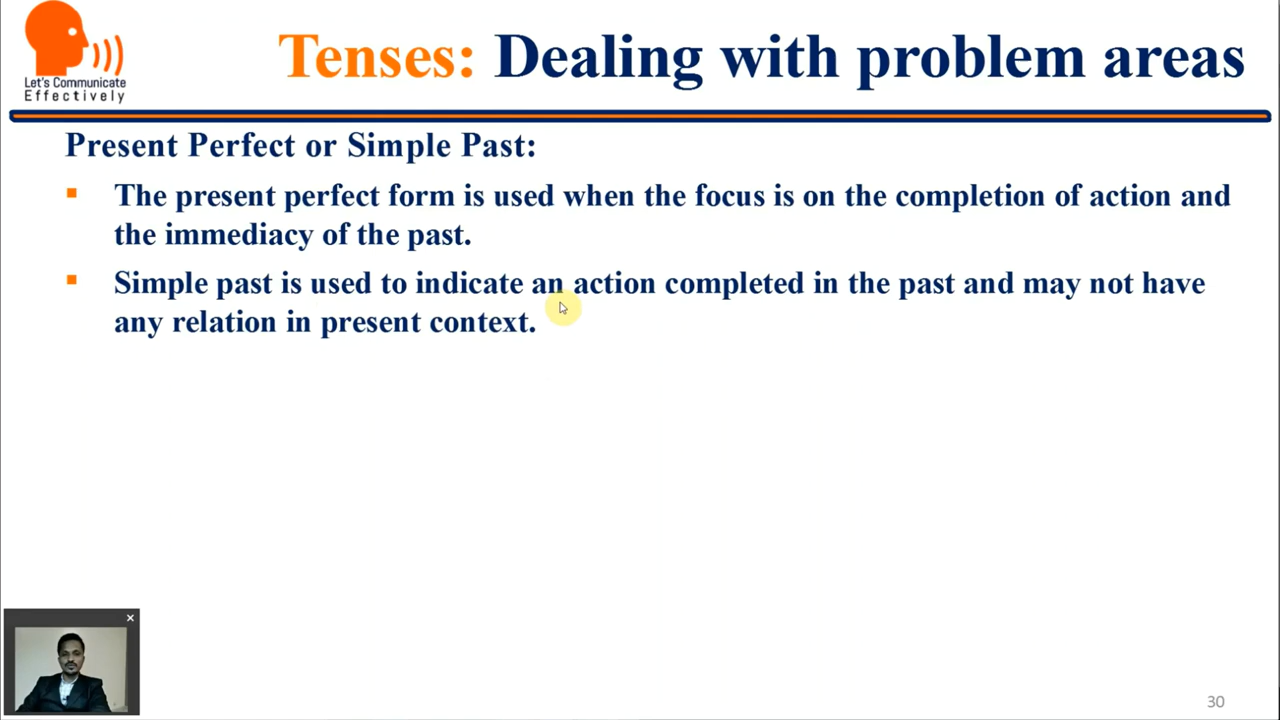 Let's Communicate
Effectively
Tenses: Dealing with problem areas
Present Perfect or Simple Past:
▪ The present perfect form is used when the focus is on the completion of action and
the immediacy of the past.
▪ Simple past is used to indicate an action completed in the past and may not have
any relation in present context.
30